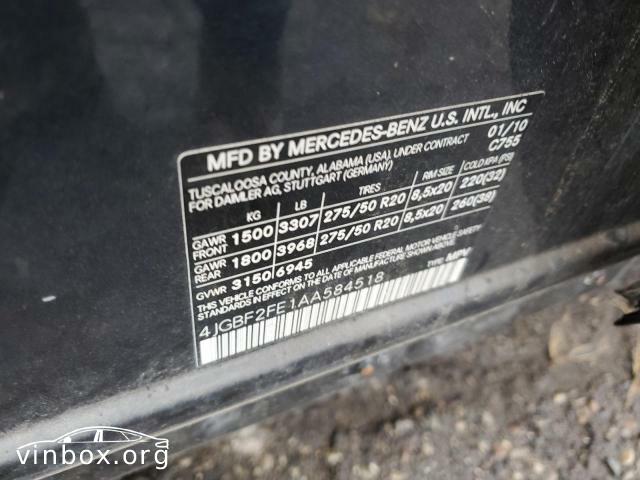 MFD BY MERCEDES-BENZ U.S. INTL., INC
TUSCALOOSA COUNTY, ALABAMA (USA), UNDER CONTRACT 01/10
FOR DAIMLER AG, STUTTGART (GERMANY) C755
KG LB TIRES RIM SIZE COLD KPA (PSI)
GAWR FRONT 1500 3307 275/50 R20 8,5x20 220(32)
GAWR REAR 1800 3968 275/50 R20 8,5x20 260(38)
GVWR 3150 6945
THIS VEHICLE CONFORMS TO ALL APPLICABLE FEDERAL MOTOR VEHICLE SAFETY
STANDARDS IN EFFECT ON THE DATE OF MANUFACTURE SHOWN ABOVE.
4JGBF2FE1AA584518 TYPE: MPV
vinbox.org